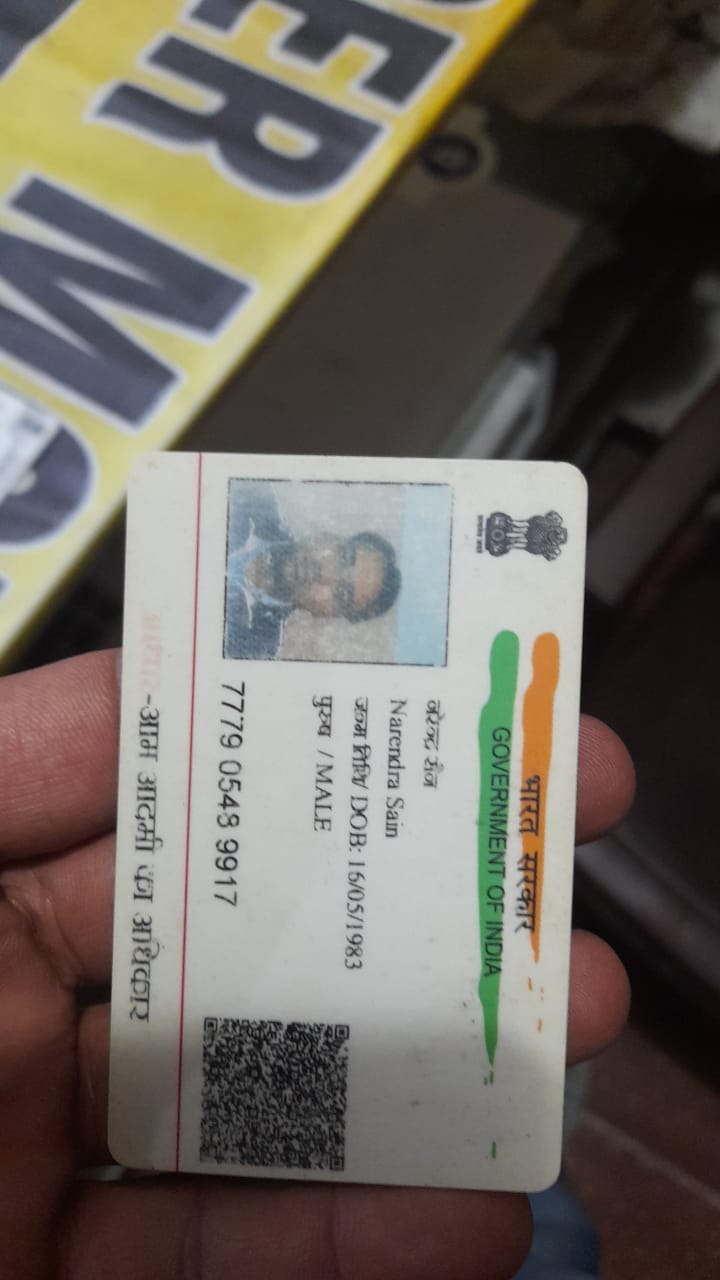 ER M
भारत सरकार
GOVERNMENT OF INDIA
नरेन्द्र सैन
Narendra Sain
जन्म तिथि/ DOB: 16/05/1983
पुरुष / MALE
7779 0548 9917
-आम आदमी का अधिकार